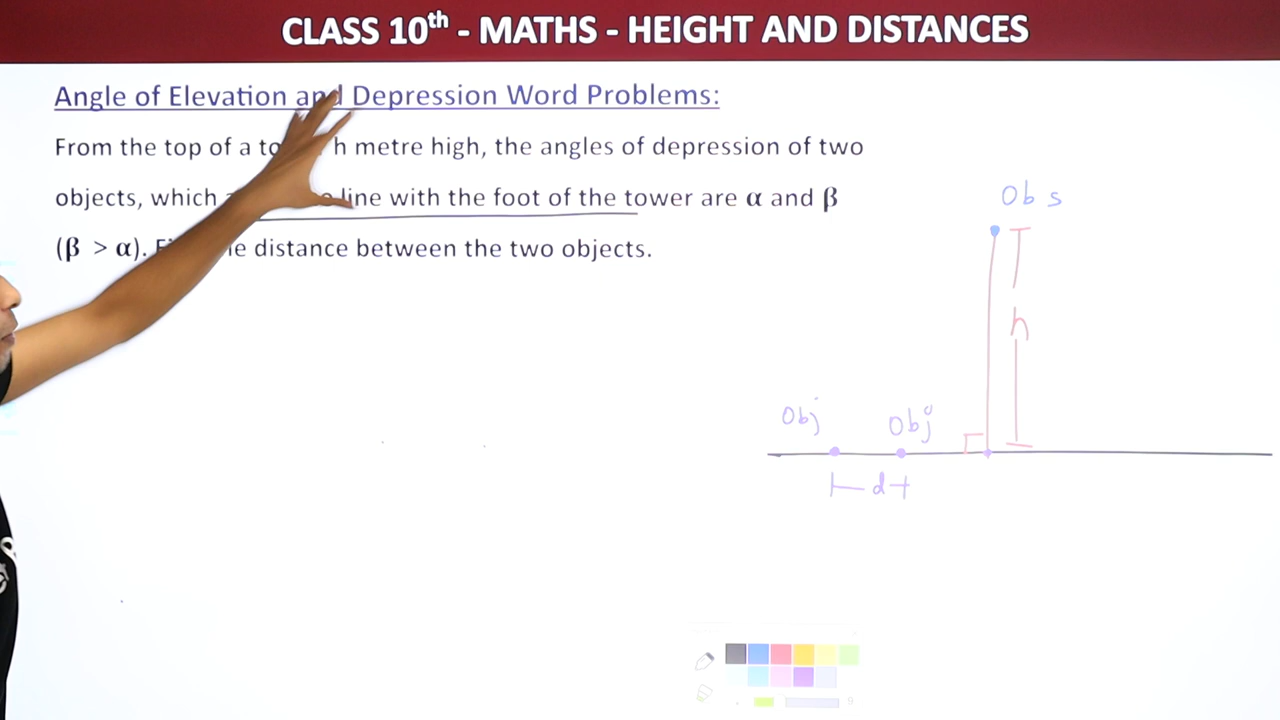 CLASS 10th - MATHS - HEIGHT AND DISTANCES
Angle of Elevation and Depression Word Problems:
From the top of a h metre high, the angles of depression of two
objects, which line with the foot of the tower are α and β
(β > α). distance between the two objects.
Obs
h
Obj
Obj
d